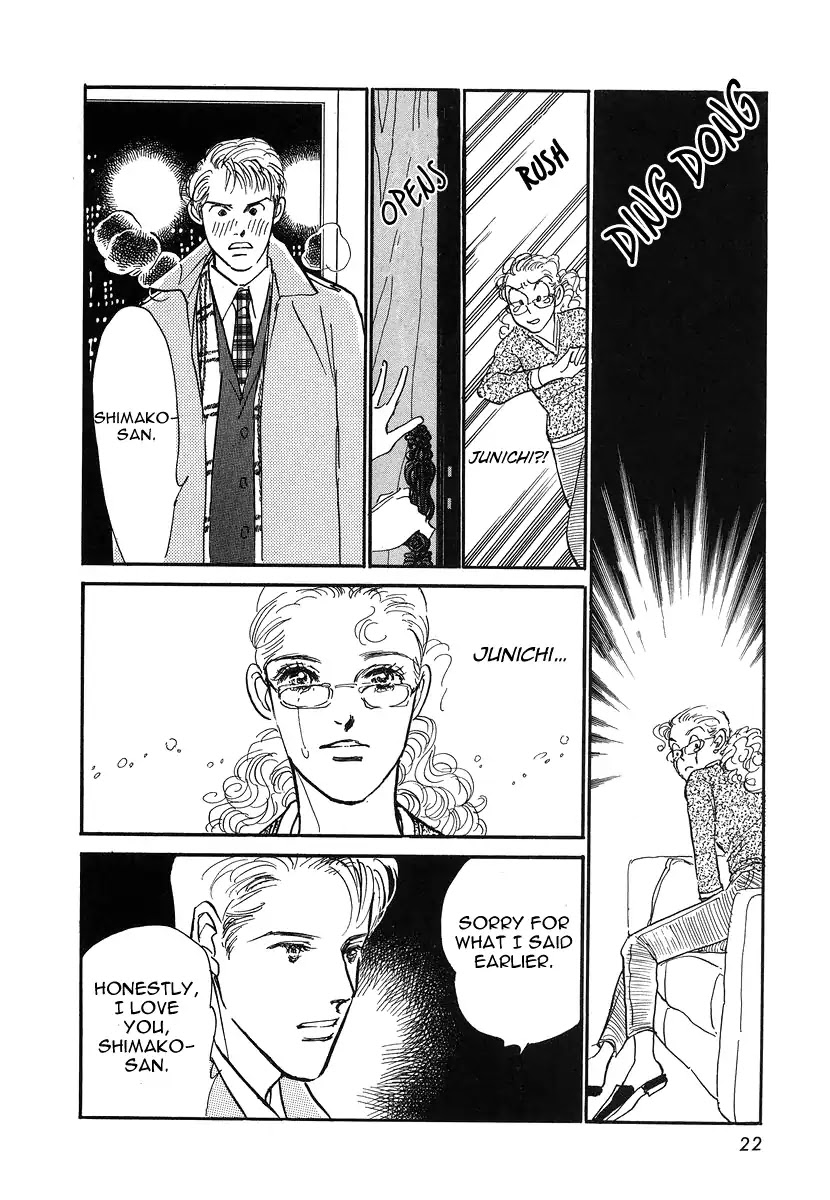 DING DONG
RUSH
JUNICHI?!
OPENS
SHIMAKO-
SAN.
JUNICHI...
SORRY FOR
WHAT I SAID
EARLIER.
HONESTLY,
I LOVE
YOU,
SHIMAKO-
SAN.
22